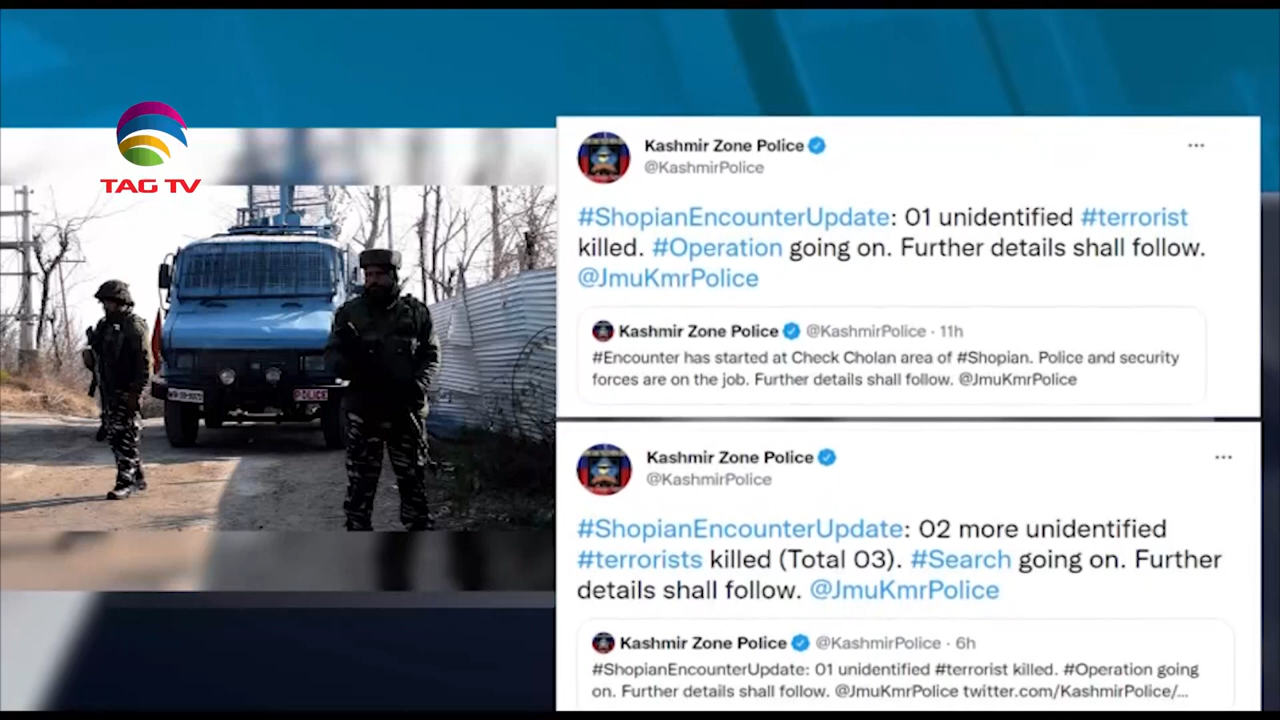 TAG TV
POLICE
Kashmir Zone Police
@KashmirPolice
#ShopianEncounterUpdate: 01 unidentified #terrorist
killed. #Operation going on. Further details shall follow.
@JmuKmrPolice
Kashmir Zone Police @KashmirPolice · 11h
#Encounter has started at Check Cholan area of #Shopian. Police and security
forces are on the job. Further details shall follow. @JmuKmrPolice
Kashmir Zone Police
@KashmirPolice
#ShopianEncounterUpdate: 02 more unidentified
#terrorists killed (Total 03). #Search going on. Further
details shall follow. @JmuKmrPolice
Kashmir Zone Police @KashmirPolice · 6h
#ShopianEncounterUpdate: 01 unidentified #terrorist killed. #Operation going
on. Further details shall follow. @JmuKmrPolice twitter.com/KashmirPolice/...